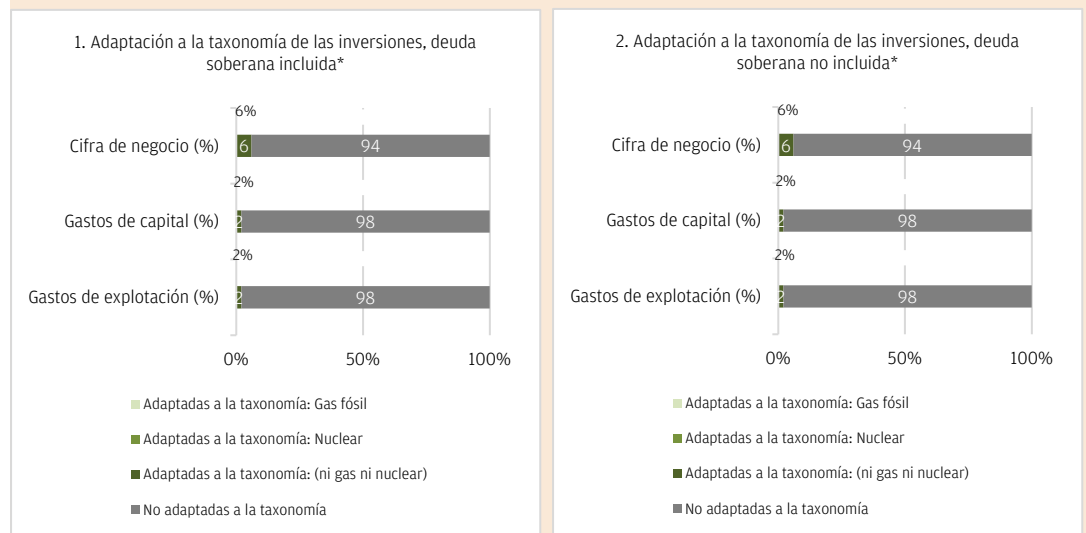 1. Adaptación a la taxonomía de las inversiones, deuda
soberana incluida*
6%
Cifra de negocio (%)
6
94
2%
Gastos de capital (%)
2
98
2%
Gastos de explotación (%)
2
98
0%
50%
100%
Adaptadas a la taxonomía: Gas fósil
Adaptadas a la taxonomía: Nuclear
Adaptadas a la taxonomía: (ni gas ni nuclear)
No adaptadas a la taxonomía
2. Adaptación a la taxonomía de las inversiones, deuda
soberana no incluida*
6%
Cifra de negocio (%)
6
94
2%
Gastos de capital (%)
2
98
2%
Gastos de explotación (%)
2
98
0%
50%
100%
Adaptadas a la taxonomía: Gas fósil
Adaptadas a la taxonomía: Nuclear
Adaptadas a la taxonomía: (ni gas ni nuclear)
No adaptadas a la taxonomía